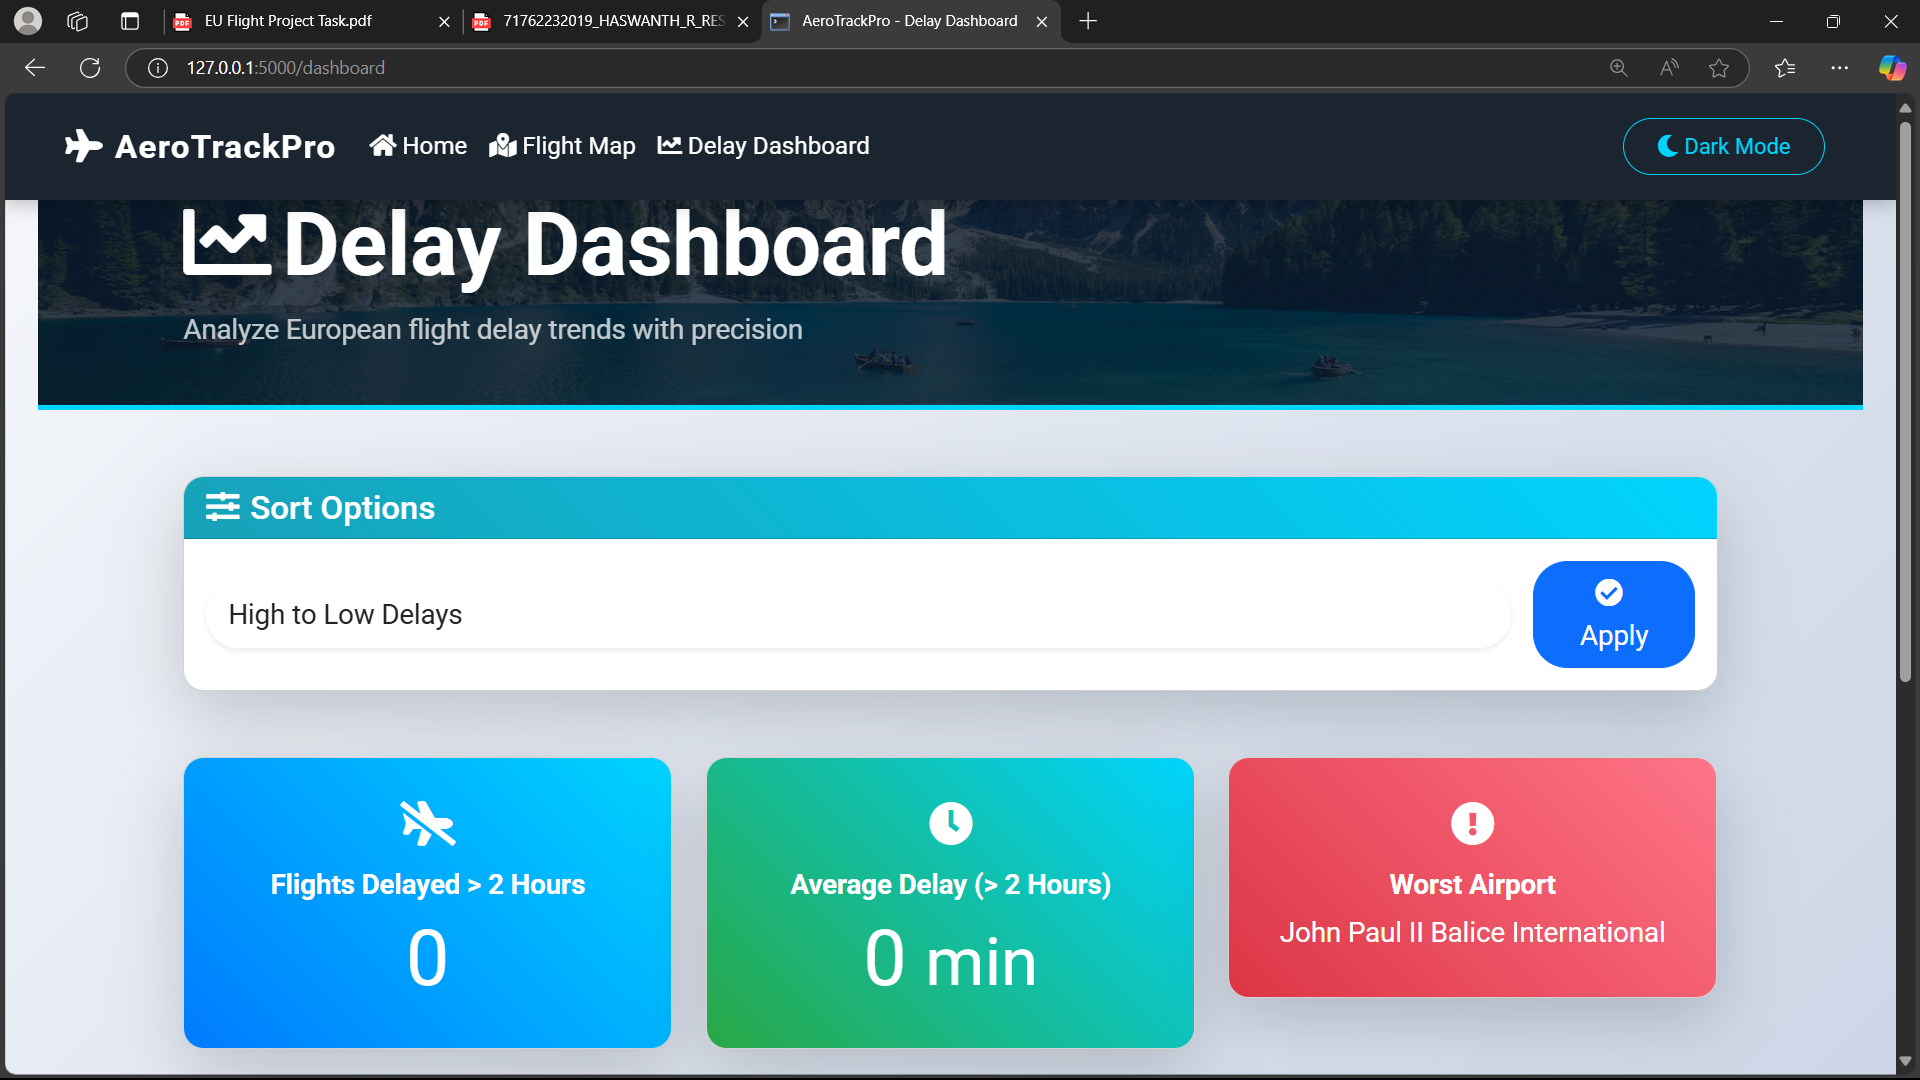 EU Flight Project Task.pdf
71762232019_HASWANTH_R_RES
AeroTrackPro - Delay Dashboard
127.0.0.1:5000/dashboard
AeroTrackPro
Home
Flight Map
Delay Dashboard
Dark Mode
Delay Dashboard
Analyze European flight delay trends with precision
Sort Options
High to Low Delays
Apply
Flights Delayed > 2 Hours
0
Average Delay (> 2 Hours)
0 min
Worst Airport
John Paul II Balice International